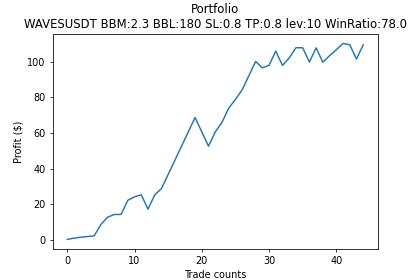 Portfolio
WAVESUSDT BBM:2.3 BBL:180 SL:0.8 TP:0.8 lev:10 WinRatio:78.0
100
80
60
40
20
0
Profit ($)
0 10 20 30 40
Trade counts